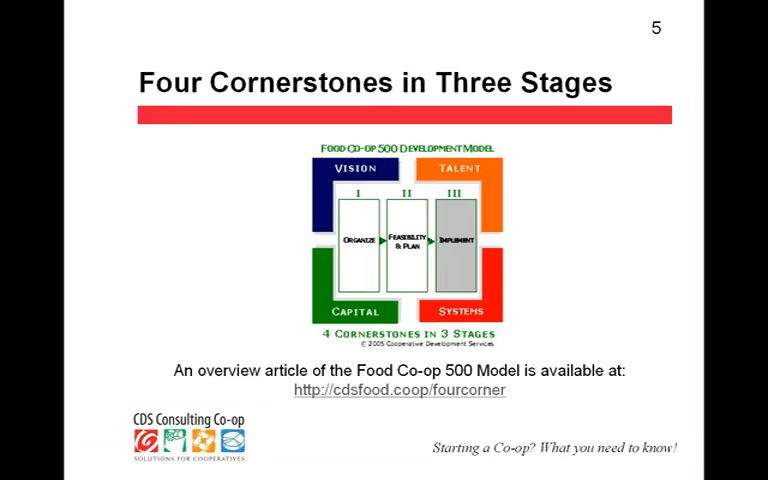 5
Four Cornerstones in Three Stages
FOOD CO-OP 500 DEVELOPMENT MODEL
VISION
TALENT
I
II
III
ORGANIZE
FEASIBILITY
& PLAN
IMPLEMENT
CAPITAL
SYSTEMS
4 CORNERSTONES IN 3 STAGES
© 2005 Cooperative Development Services
An overview article of the Food Co-op 500 Model is available at:
http://cdsfood.coop/fourcorner
CDS Consulting Co-op
SOLUTIONS FOR COOPERATIVES
Starting a Co-op? What you need to know!